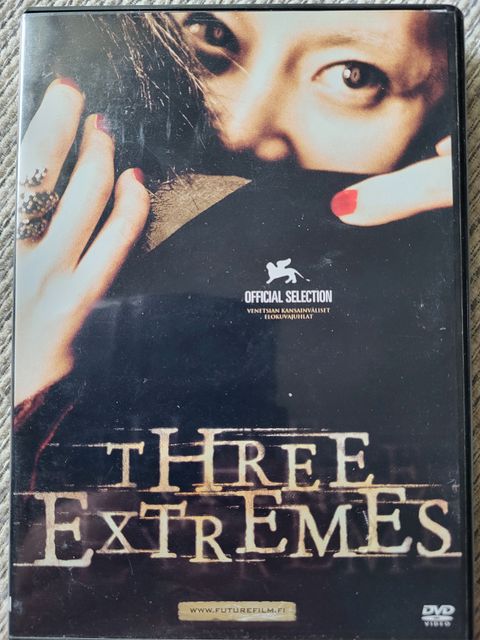 OFFICIAL SELECTION
VENETSIAN KANSAINVÄLISET
ELOKUVAJUHLAT
THREE
EXTREMES
WWW.FUTUREFILM.FI
DVD
VIDEO